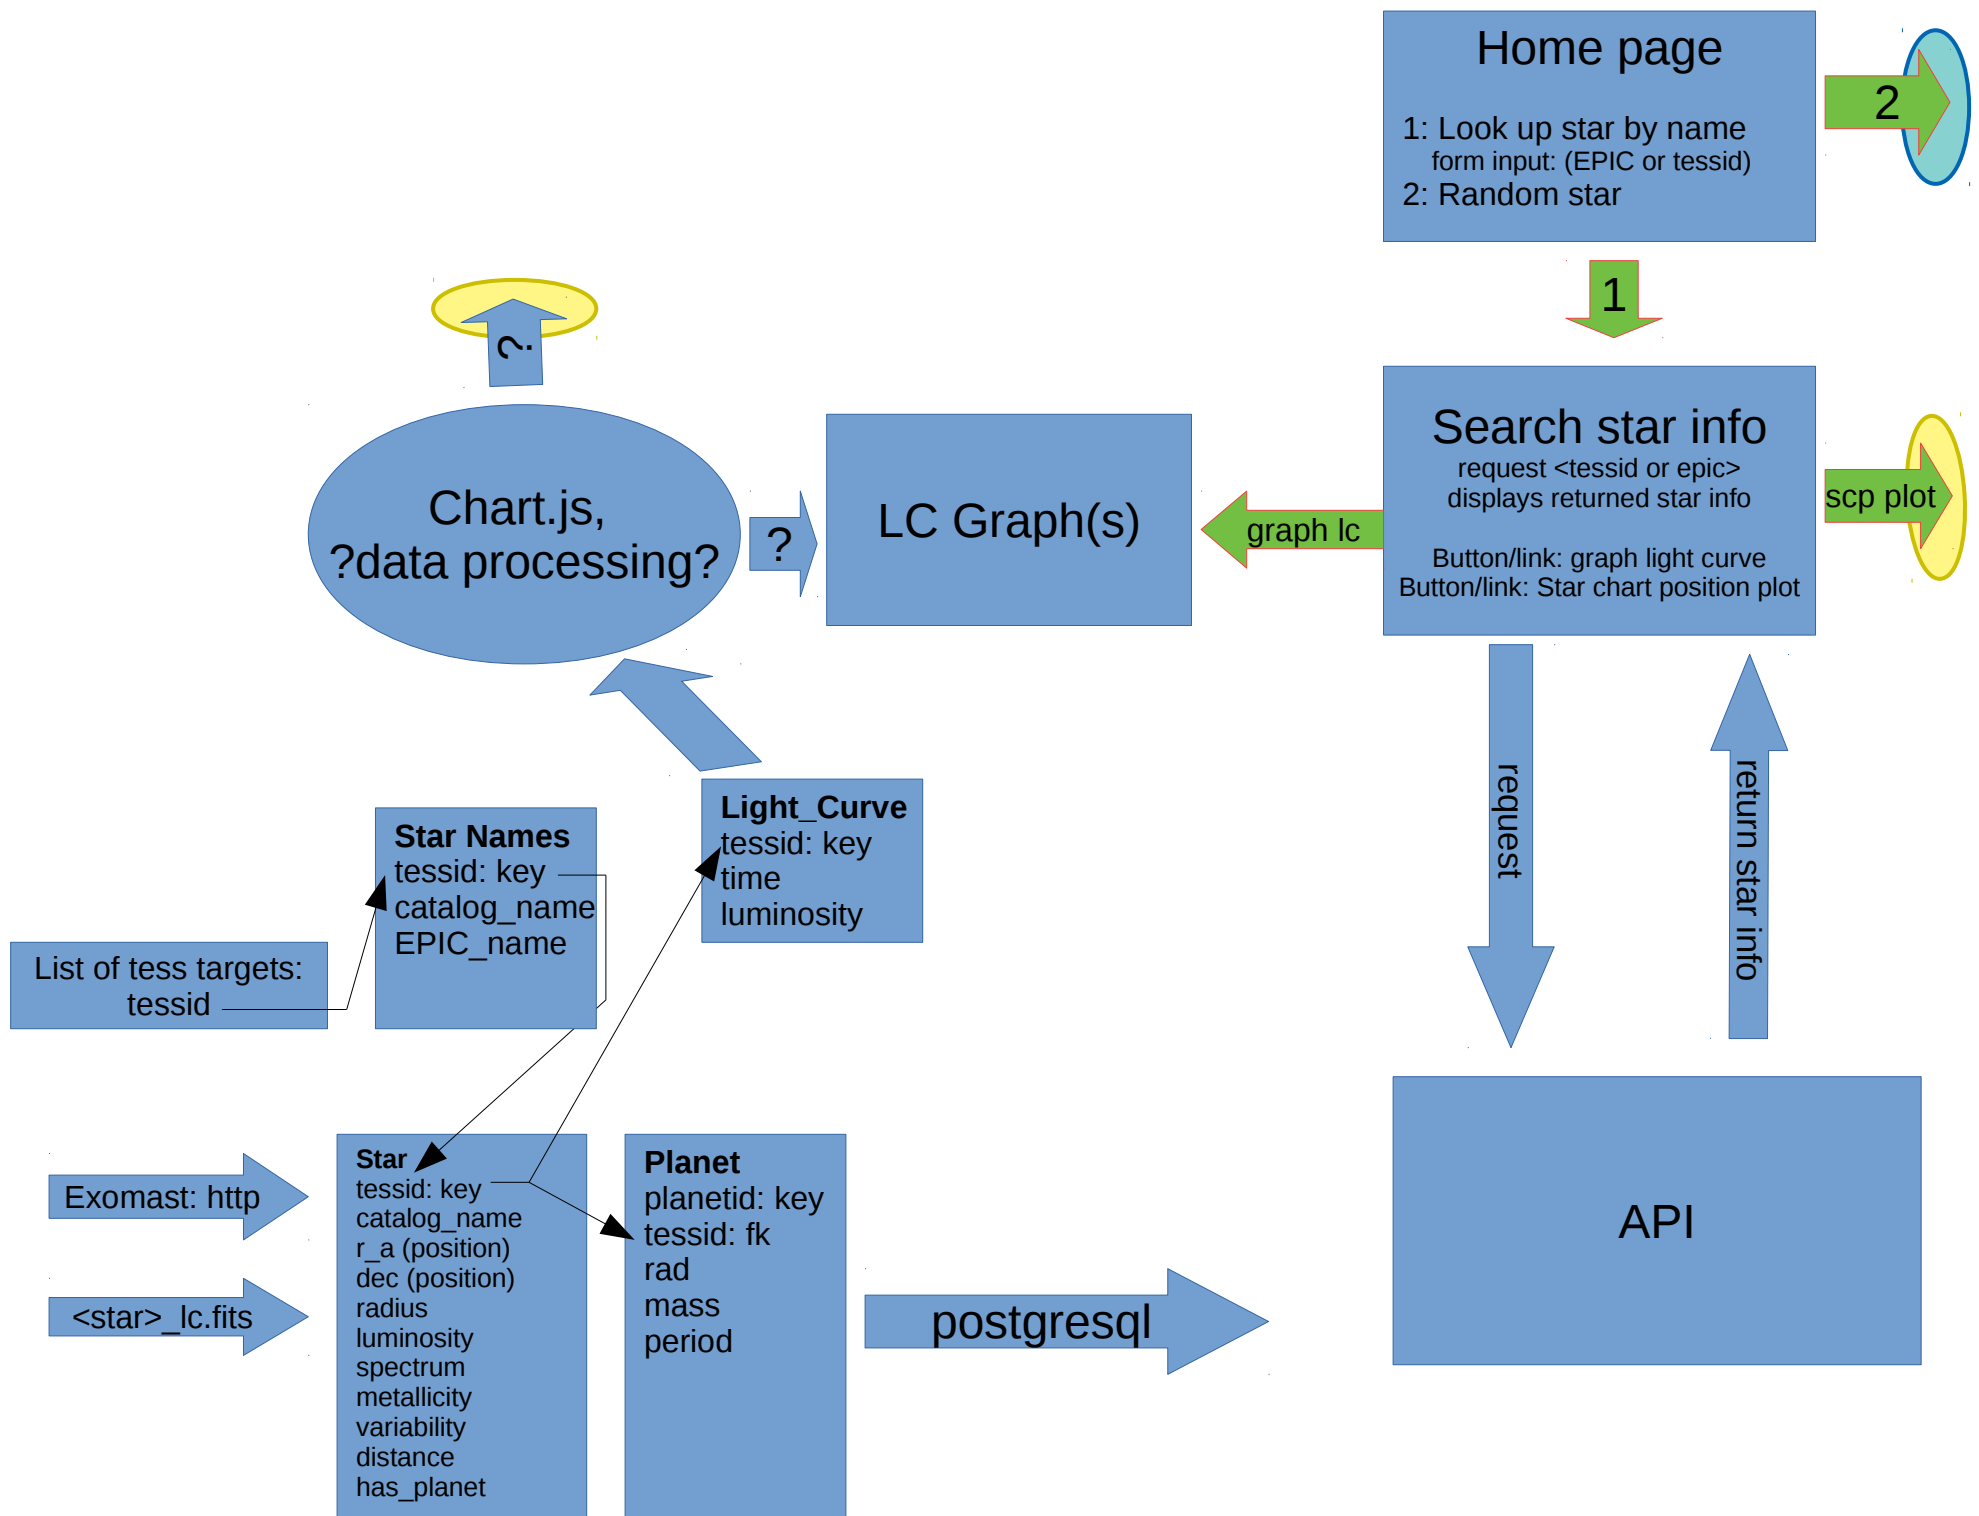 Home page
1: Look up star by name
form input: (EPIC or tessid)
2: Random star
2
1
?
Chart.js,
?data processing?
?
LC Graph(s)
graph lc
Search star info
request <tessid or epic>
displays returned star info
Button/link: graph light curve
Button/link: Star chart position plot
scp plot
request
return star info
Light_Curve
tessid: key
time
luminosity
Star Names
tessid: key
catalog_name
EPIC_name
List of tess targets:
tessid
Exomast: http
<star>_lc.fits
Star
tessid: key
catalog_name
r_a (position)
dec (position)
radius
luminosity
spectrum
metallicity
variability
distance
has_planet
Planet
planetid: key
tessid: fk
rad
mass
period
postgresql
API